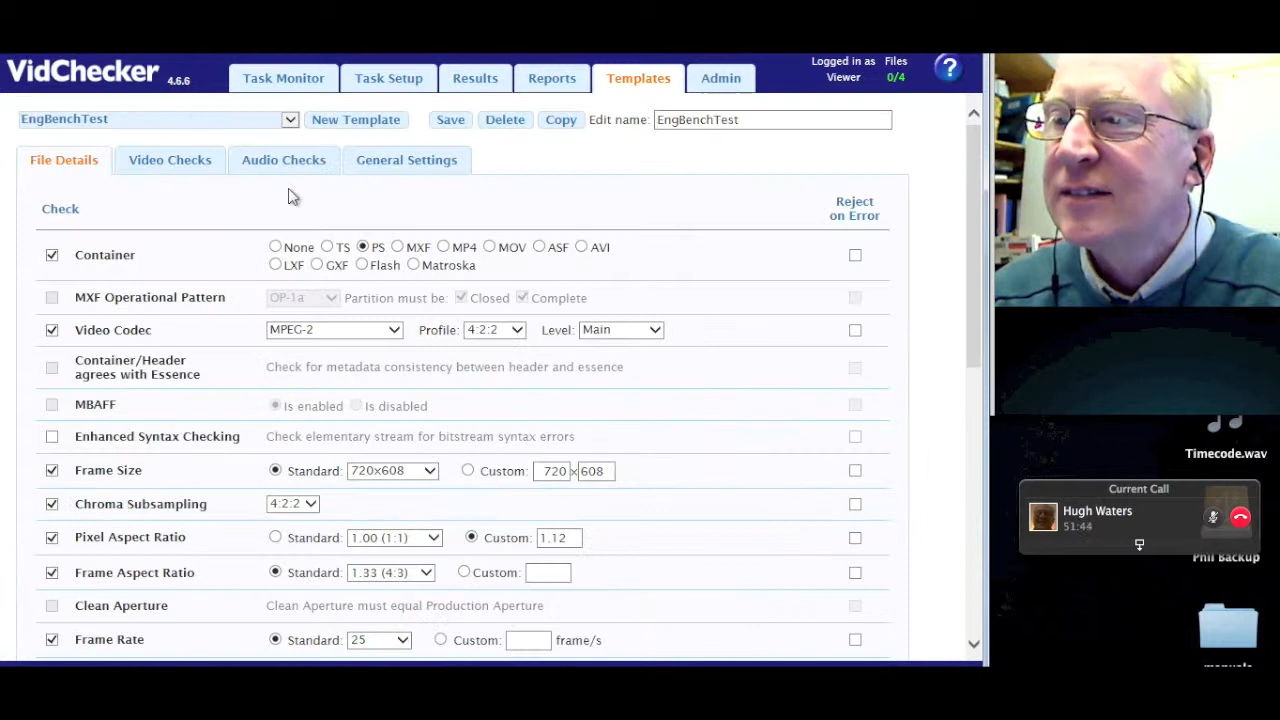 VidChecker 4.6.6
Task Monitor Task Setup Results Reports Templates Admin
Logged in as Viewer
Files 0/4
?
EngBenchTest New Template Save Delete Copy Edit name: EngBenchTest
File Details Video Checks Audio Checks General Settings
Check Reject on Error
Container None TS PS MXF MP4 MOV ASF AVI
LXF GXF Flash Matroska
MXF Operational Pattern OP-1a Partition must be: Closed Complete
Video Codec MPEG-2 Profile: 4:2:2 Level: Main
Container/Header agrees with Essence Check for metadata consistency between header and essence
MBAFF Is enabled Is disabled
Enhanced Syntax Checking Check elementary stream for bitstream syntax errors
Frame Size Standard: 720x608 Custom: 720 x 608
Chroma Subsampling 4:2:2
Pixel Aspect Ratio Standard: 1.00 (1:1) Custom: 1.12
Frame Aspect Ratio Standard: 1.33 (4:3) Custom:
Clean Aperture Clean Aperture must equal Production Aperture
Frame Rate Standard: 25 Custom: frame/s
Timecode.wav
Current Call
Hugh Waters
51:44
Phil Backup